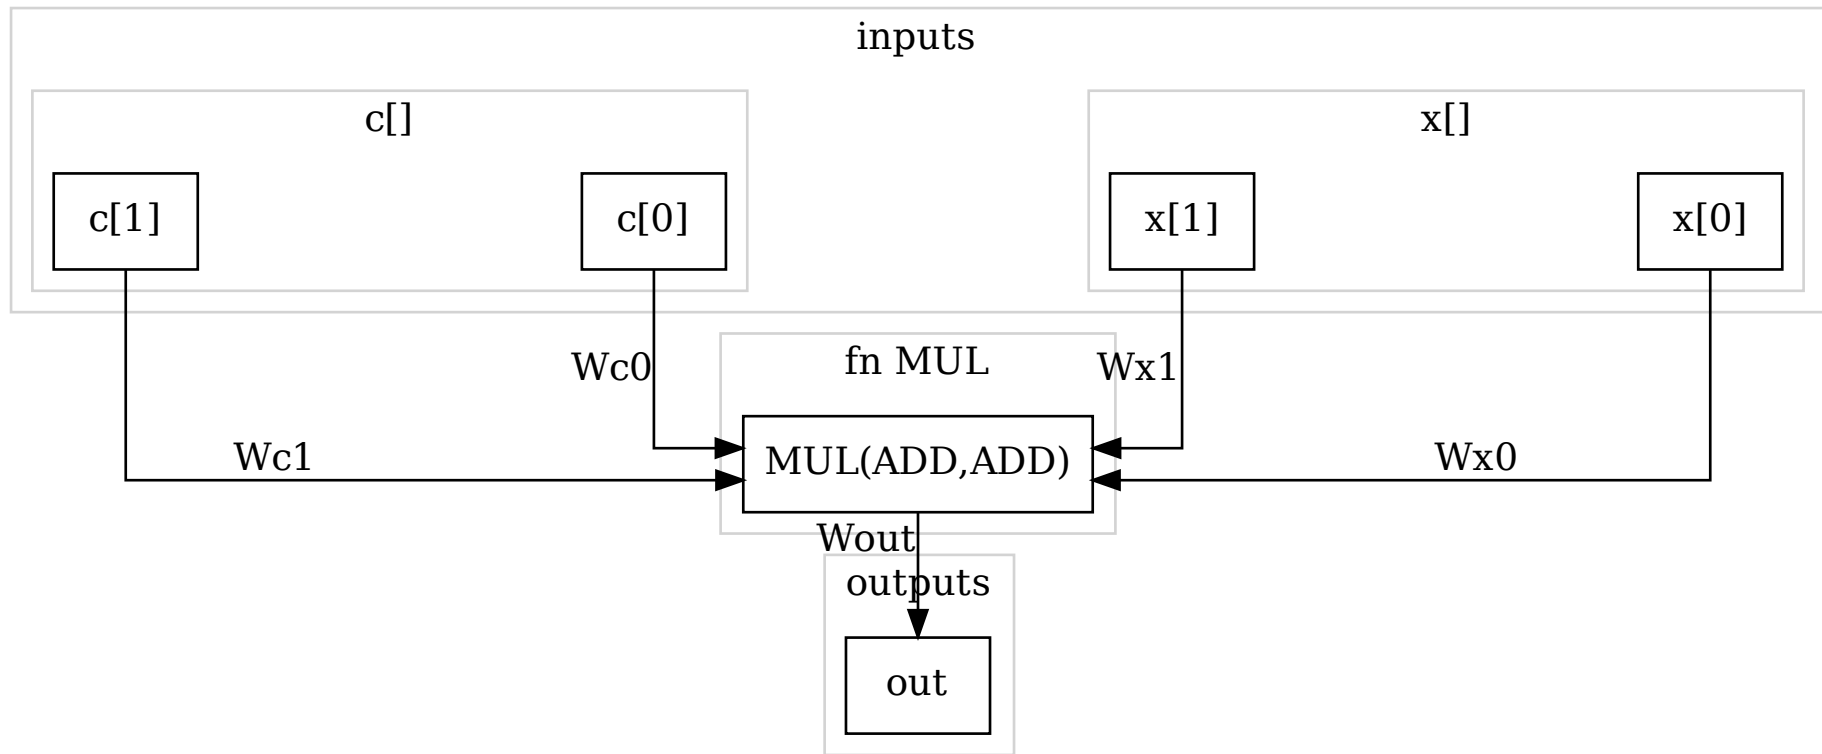 inputs
c[]
x[]
c[1]
c[0]
x[1]
x[0]
Wc0
fn MUL
Wx1
Wc1
MUL(ADD,ADD)
Wx0
Wout
outputs
out